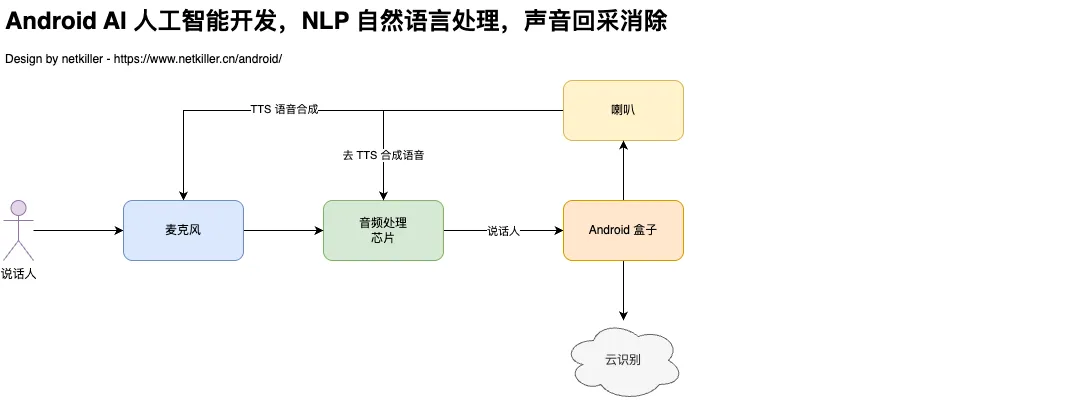 Android AI 人工智能开发，NLP 自然语言处理，声音回采消除
Design by netkiller - https://www.netkiller.cn/android/
喇叭
TTS 语音合成
去 TTS 合成语音
麦克风
音频处理
芯片
说话人
Android 盒子
说话人
云识别